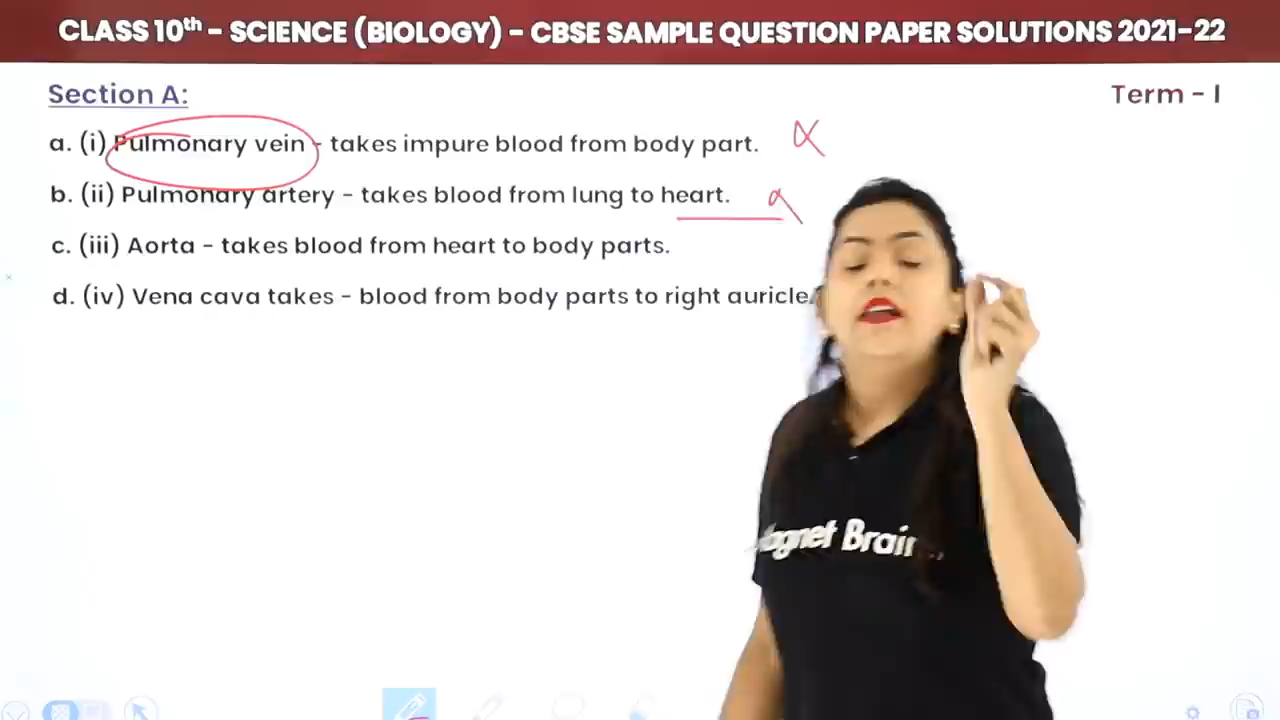 CLASS 10th – SCIENCE (BIOLOGY) – CBSE SAMPLE QUESTION PAPER SOLUTIONS 2021-22
Section A:
Term - I
a. (i) Pulmonary vein - takes impure blood from body part.
b. (ii) Pulmonary artery - takes blood from lung to heart.
c. (iii) Aorta - takes blood from heart to body parts.
d. (iv) Vena cava takes - blood from body parts to right auricle.
Magnet Brain